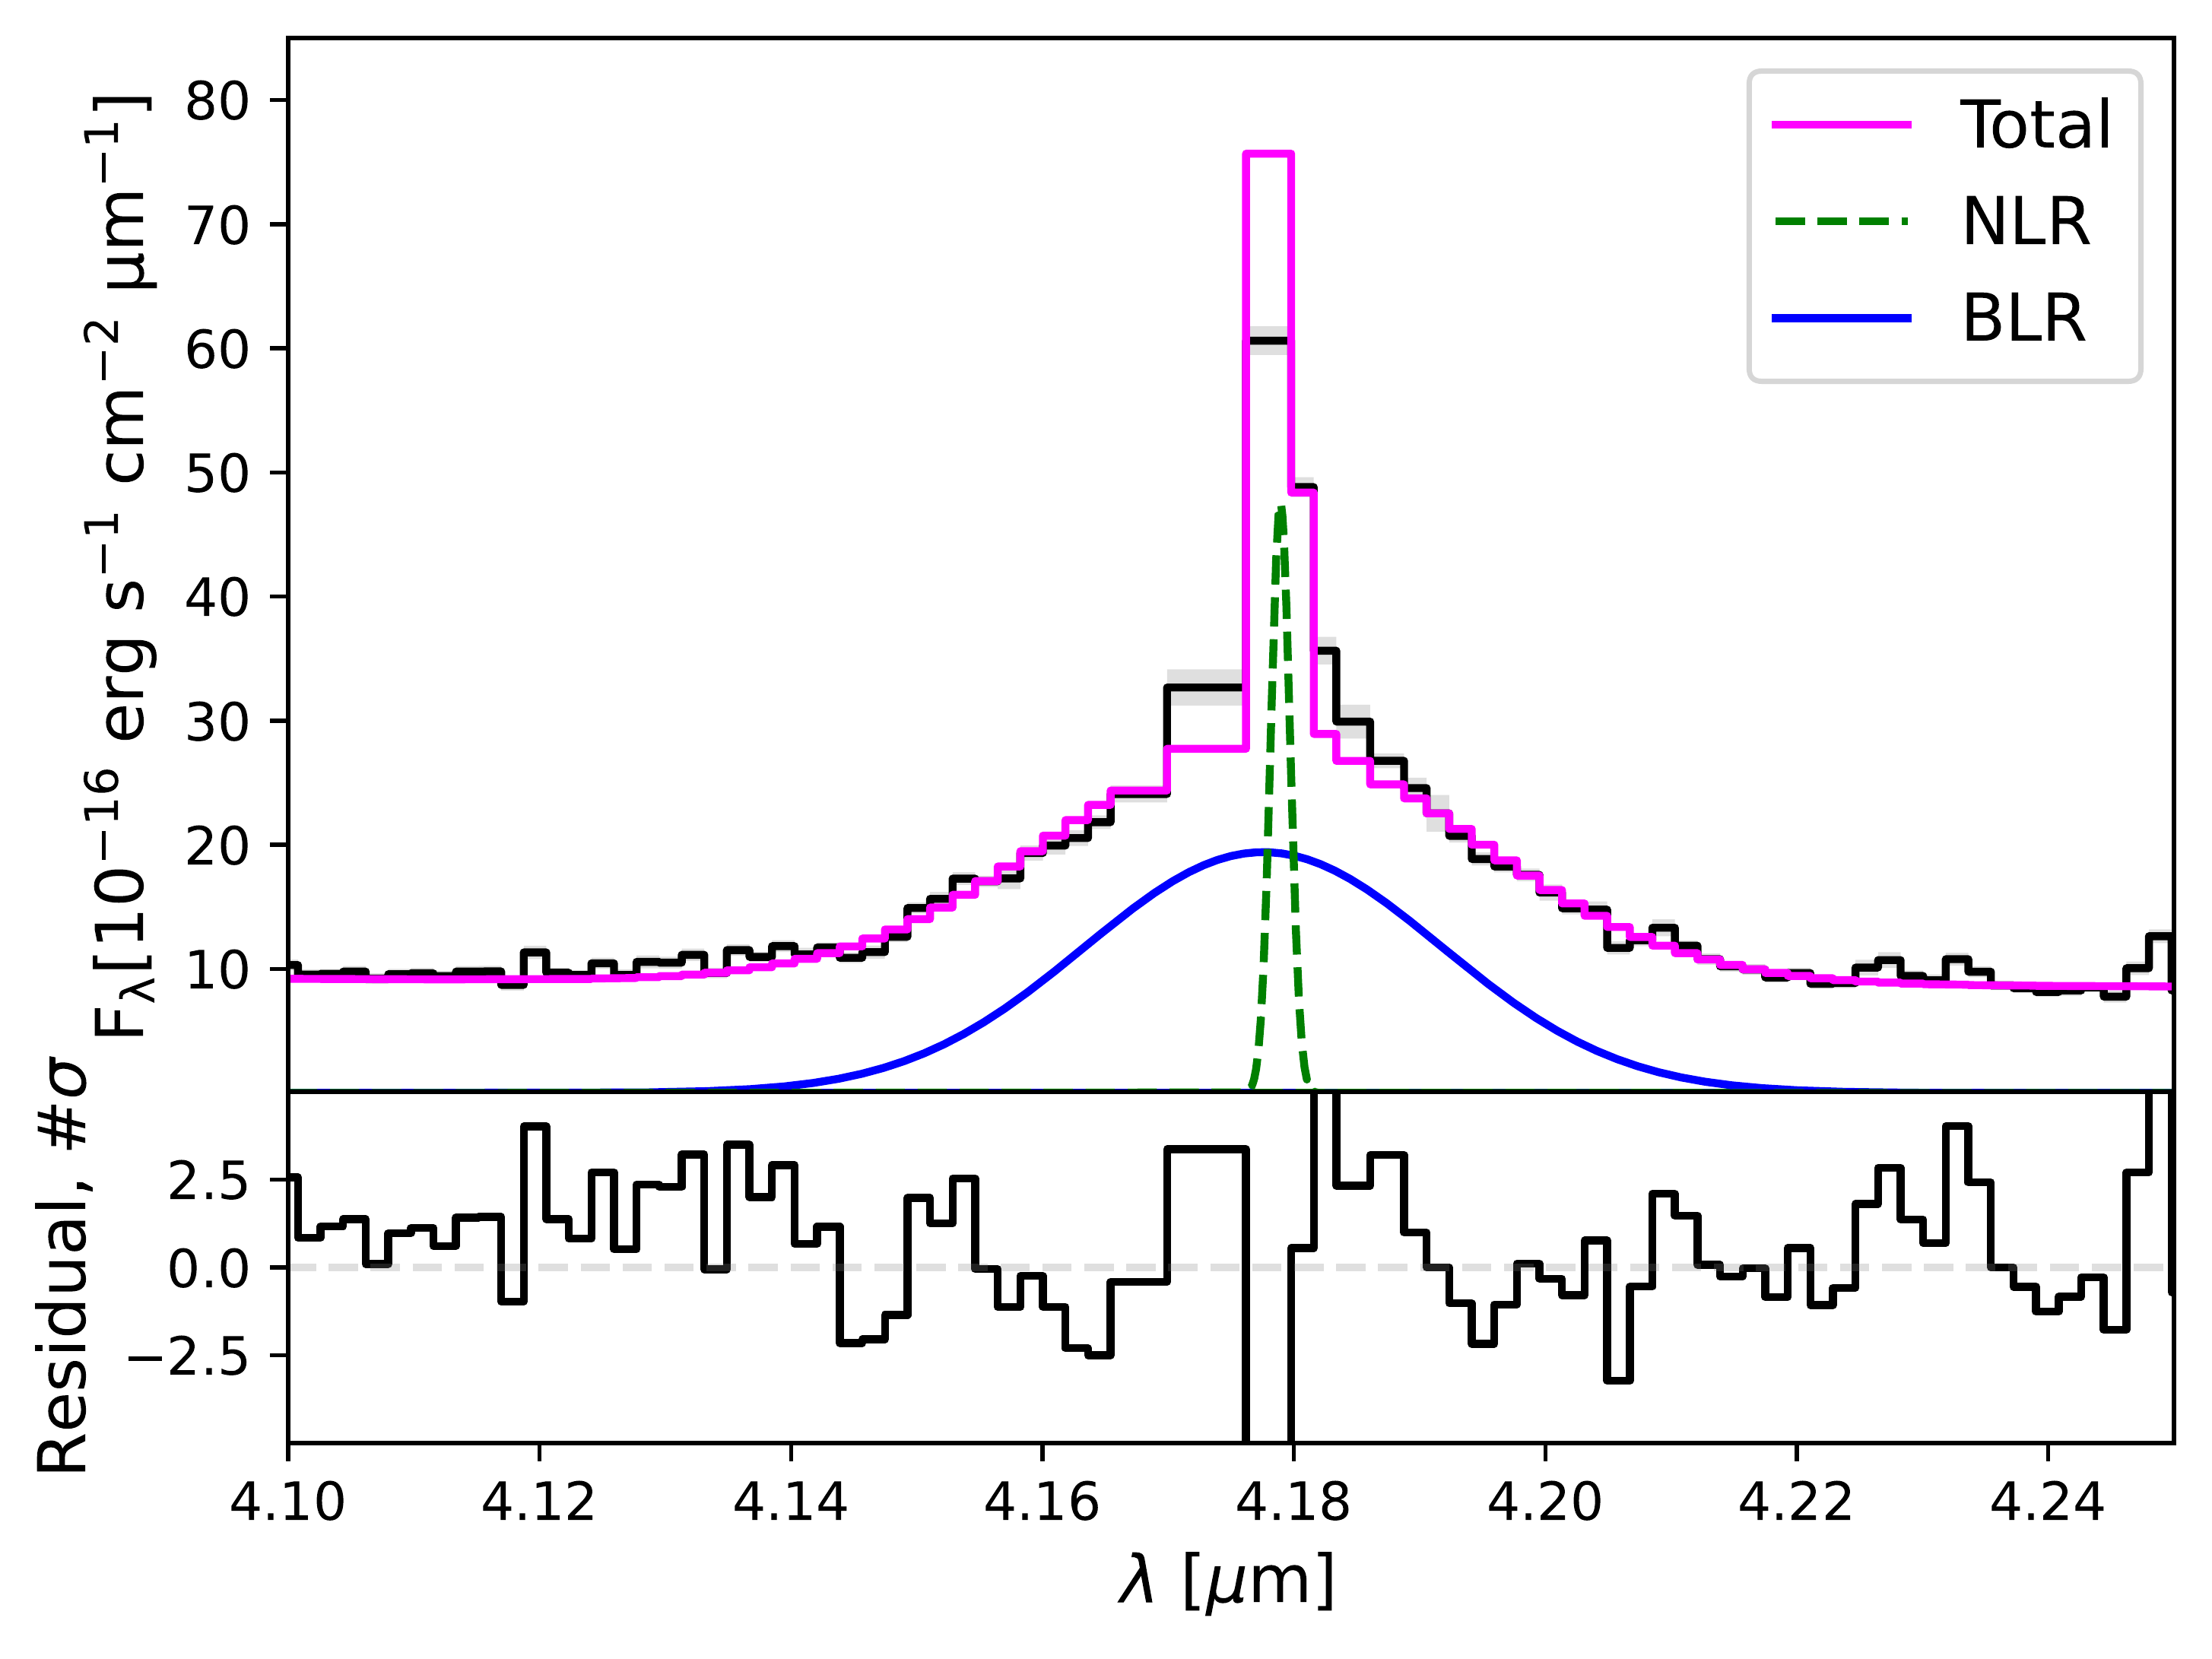 F_λ[10⁻¹⁶ erg s⁻¹ cm⁻² μm⁻¹]
80
70
60
50
40
30
20
10
Total
NLR
BLR
Residual, #σ
2.5
0.0
−2.5
4.10 4.12 4.14 4.16 4.18 4.20 4.22 4.24
λ [μm]